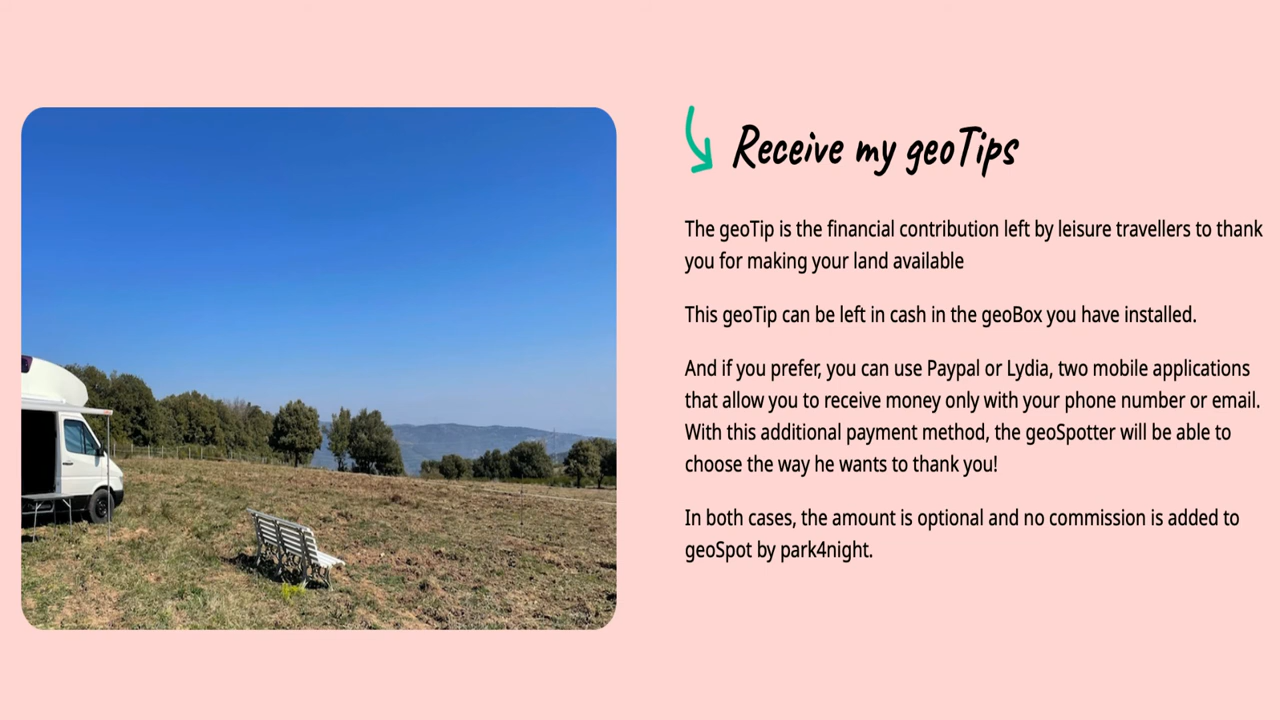 Receive my geoTips
The geoTip is the financial contribution left by leisure travellers to thank
you for making your land available
This geoTip can be left in cash in the geoBox you have installed.
And if you prefer, you can use Paypal or Lydia, two mobile applications
that allow you to receive money only with your phone number or email.
With this additional payment method, the geoSpotter will be able to
choose the way he wants to thank you!
In both cases, the amount is optional and no commission is added to
geoSpot by park4night.